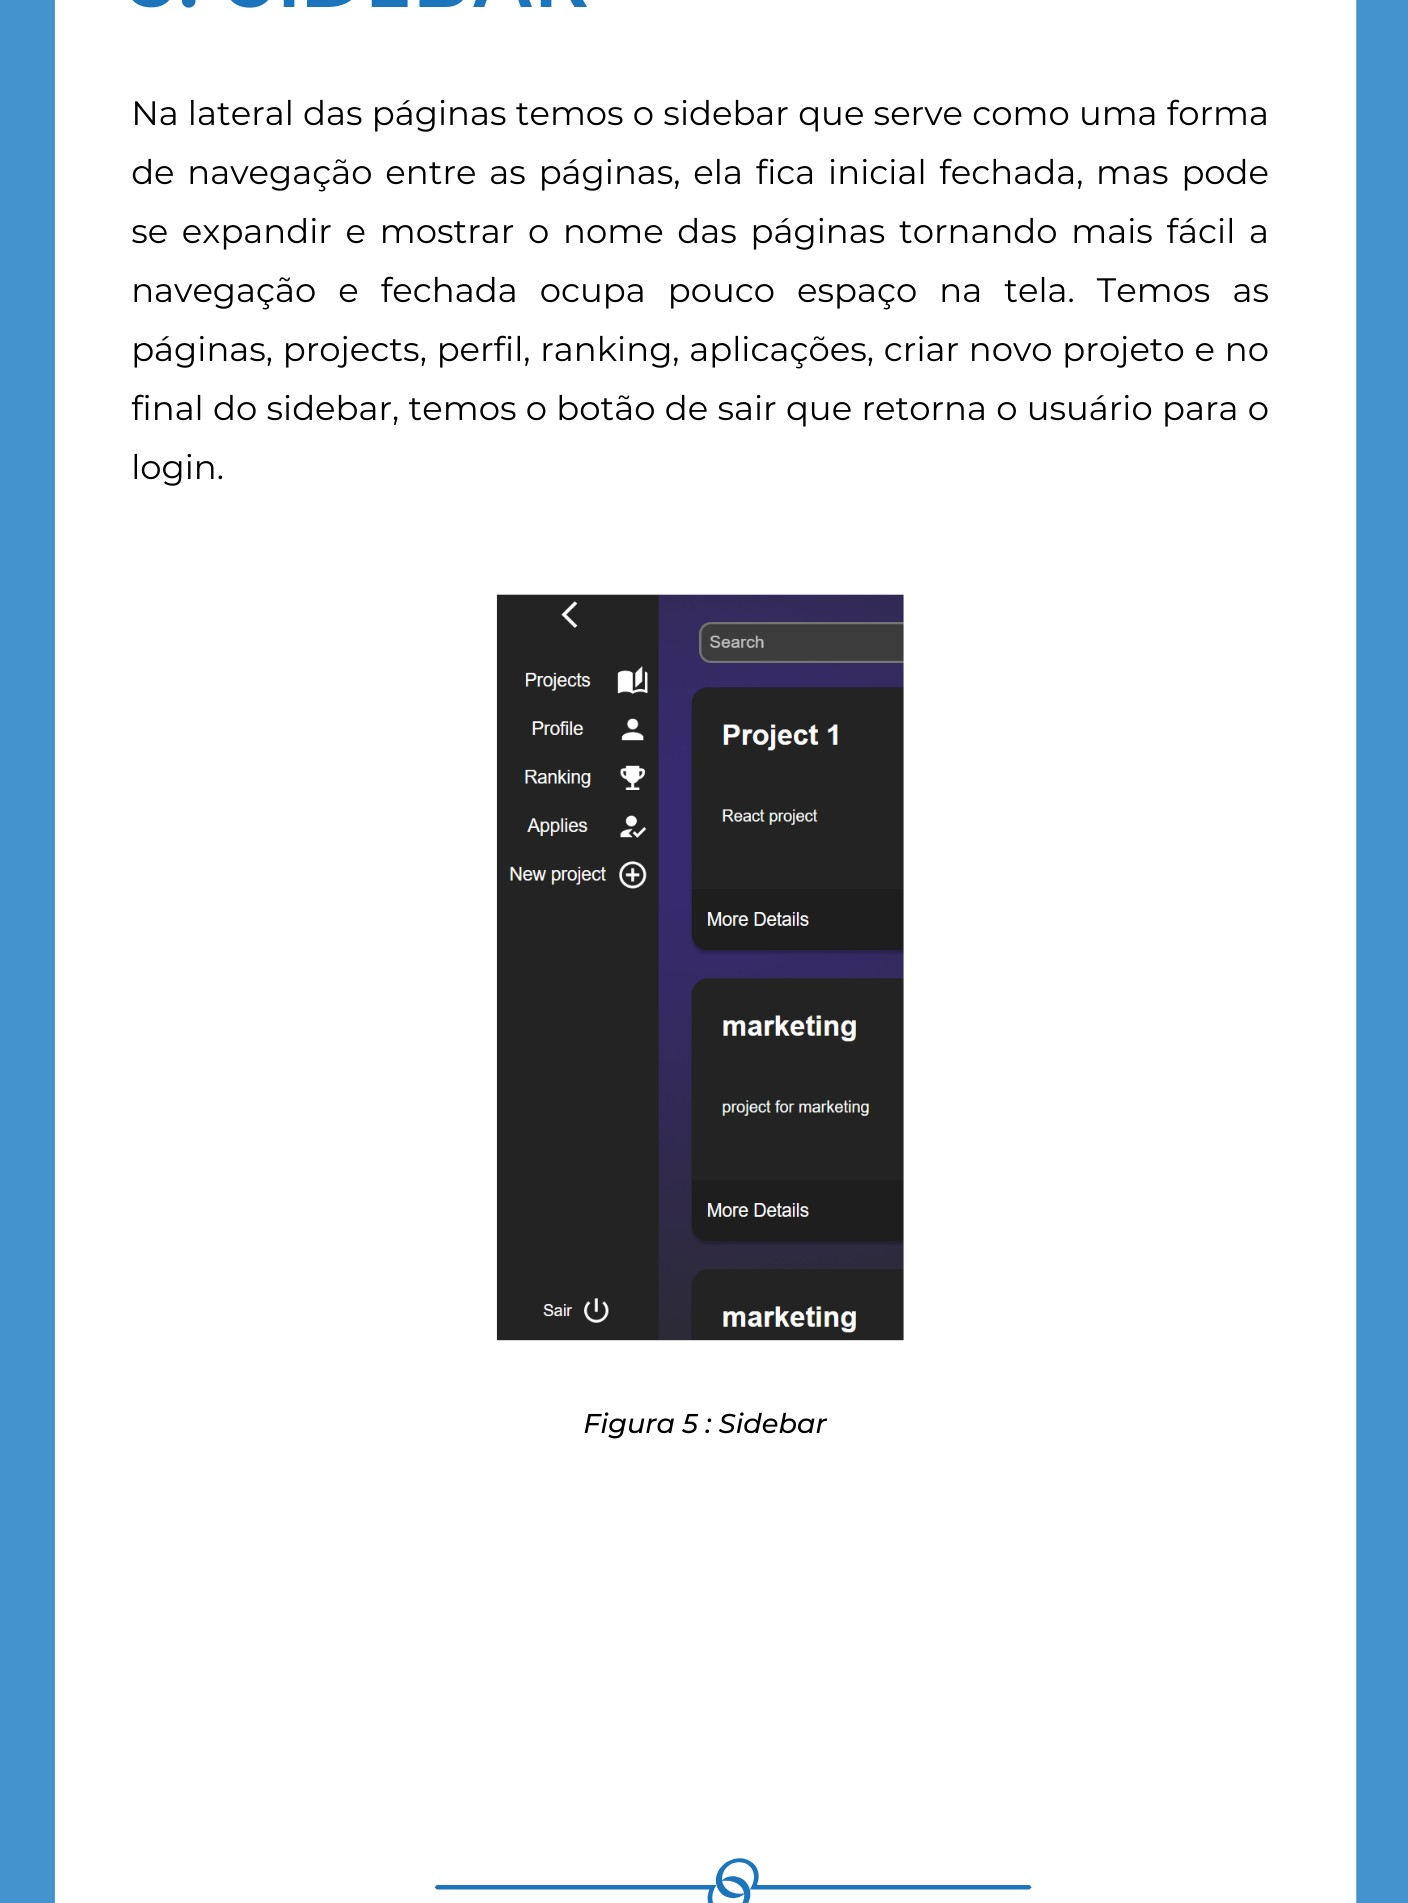 SIDEBAR
Na lateral das páginas temos o sidebar que serve como uma forma
de navegação entre as páginas, ela fica inicial fechada, mas pode
se expandir e mostrar o nome das páginas tornando mais fácil a
navegação e fechada ocupa pouco espaço na tela. Temos as
páginas, projects, perfil, ranking, aplicações, criar novo projeto e no
final do sidebar, temos o botão de sair que retorna o usuário para o
login.
Search
Projects
Profile
Ranking
Applies
New project
Sair
Project 1
React project
More Details
marketing
project for marketing
More Details
marketing
Figura 5 : Sidebar